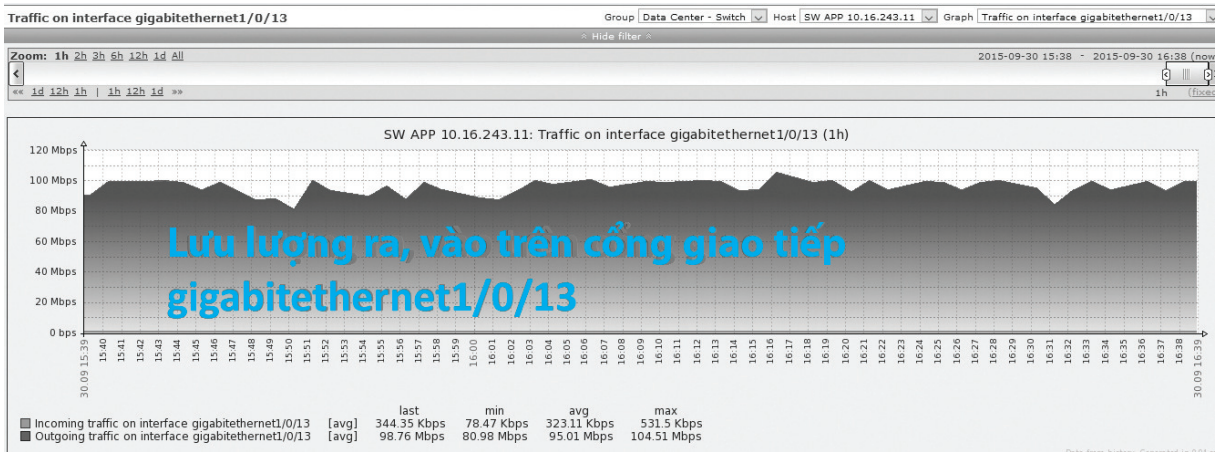 Traffic on interface gigabitethernet1/0/13 Group Data Center - Switch Host SW APP 10.16.243.11 Graph Traffic on interface gigabitethernet1/0/13
Hide filter
Zoom: 1h 2h 3h 6h 12h 1d All 2015-09-30 15:38 - 2015-09-30 16:38 (now
«« 1d 12h 1h | 1h 12h 1d »» 1h (fixed
SW APP 10.16.243.11: Traffic on interface gigabitethernet1/0/13 (1h)
120 Mbps
100 Mbps
80 Mbps
60 Mbps
40 Mbps
20 Mbps
0 bps
Lưu lượng ra, vào trên cổng giao tiếp
gigabitethernet1/0/13
30.09 15:39 15:40 15:41 15:42 15:43 15:44 15:45 15:46 15:47 15:48 15:49 15:50 15:51 15:52 15:53 15:54 15:55 15:56 15:57 15:58 15:59 16:00 16:01 16:02 16:03 16:04 16:05 16:06 16:07 16:08 16:09 16:10 16:11 16:12 16:13 16:14 16:15 16:16 16:17 16:18 16:19 16:20 16:21 16:22 16:23 16:24 16:25 16:26 16:27 16:28 16:29 16:30 16:31 16:32 16:33 16:34 16:35 16:36 16:37 16:38 30.09 16:39
last min avg max
Incoming traffic on interface gigabitethernet1/0/13 [avg] 344.35 Kbps 78.47 Kbps 323.11 Kbps 531.5 Kbps
Outgoing traffic on interface gigabitethernet1/0/13 [avg] 98.76 Mbps 80.98 Mbps 95.01 Mbps 104.51 Mbps